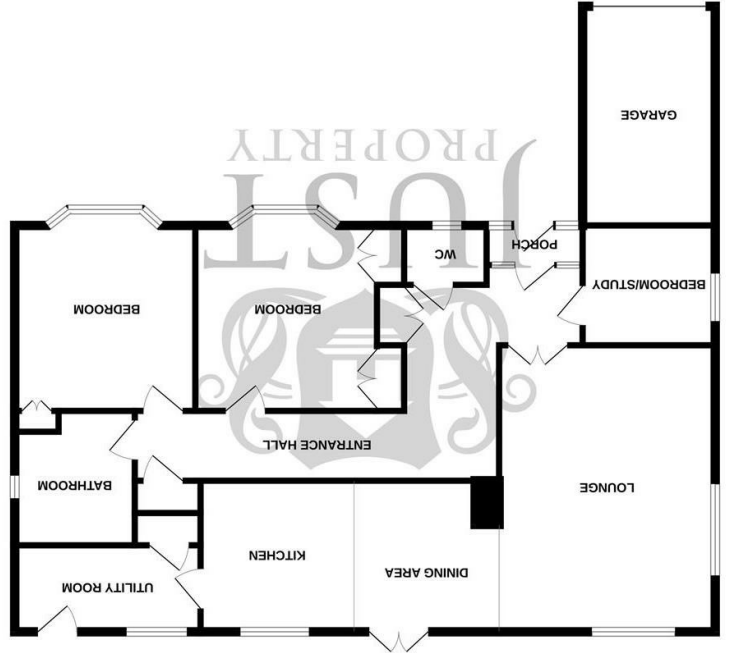 UTILITY ROOM
DINING AREA
KITCHEN
LOUNGE
BATHROOM
ENTRANCE HALL
BEDROOM
BEDROOM
BEDROOM/STUDY
WC
PORCH
JUST
PROPERTY
GARAGE